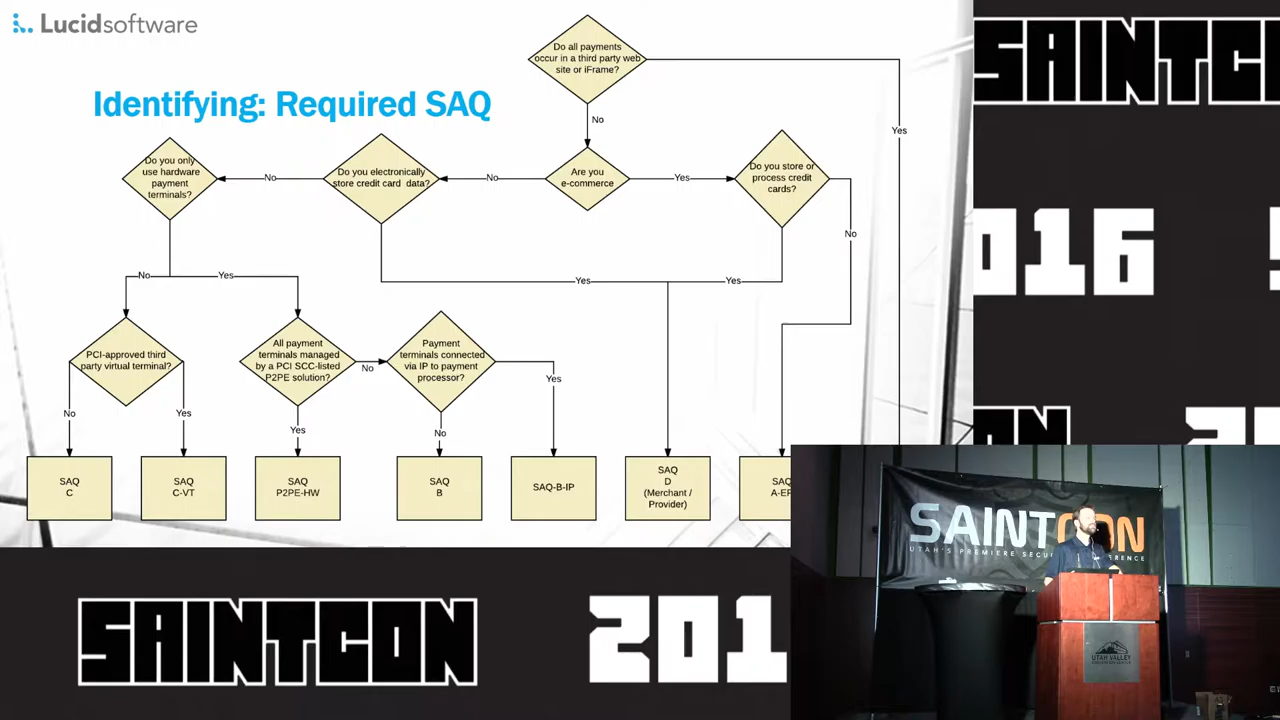 Lucidsoftware
Identifying: Required SAQ
Do all payments
occur in a third party web
site or iFrame?
No
Yes
Do you only
use hardware
payment
terminals?
No
Do you electronically
store credit card data?
No
Are you
e-commerce
Yes
Do you store or
process credit
cards?
No
No
Yes
Yes
Yes
PCI-approved third
party virtual terminal?
All payment
terminals managed
by a PCI SCC-listed
P2PE solution?
No
Payment
terminals connected
via IP to payment
processor?
Yes
No
Yes
Yes
No
SAQ
C
SAQ
C-VT
SAQ
P2PE-HW
SAQ
B
SAQ-B-IP
SAQ
D
(Merchant /
Provider)
SAINTCON
2016
SAINTCON
UTAH'S PREMIERE SECU
UTAH VALLEY
SAINTCON
201